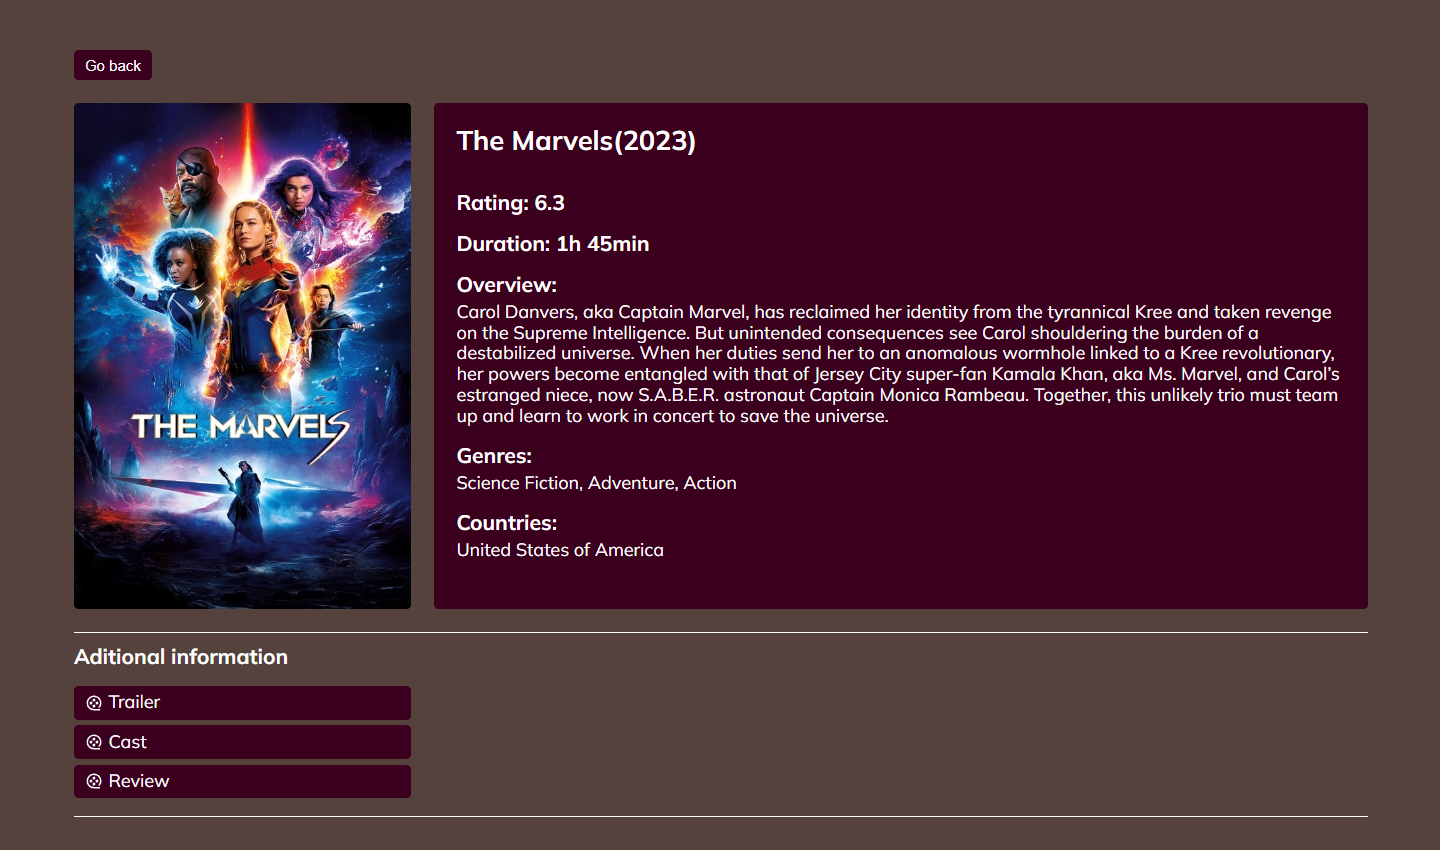 Go back
THE MARVELS
The Marvels(2023)
Rating: 6.3
Duration: 1h 45min
Overview:
Carol Danvers, aka Captain Marvel, has reclaimed her identity from the tyrannical Kree and taken revenge
on the Supreme Intelligence. But unintended consequences see Carol shouldering the burden of a
destabilized universe. When her duties send her to an anomalous wormhole linked to a Kree revolutionary,
her powers become entangled with that of Jersey City super-fan Kamala Khan, aka Ms. Marvel, and Carol’s
estranged niece, now S.A.B.E.R. astronaut Captain Monica Rambeau. Together, this unlikely trio must team
up and learn to work in concert to save the universe.
Genres:
Science Fiction, Adventure, Action
Countries:
United States of America
Aditional information
Trailer
Cast
Review